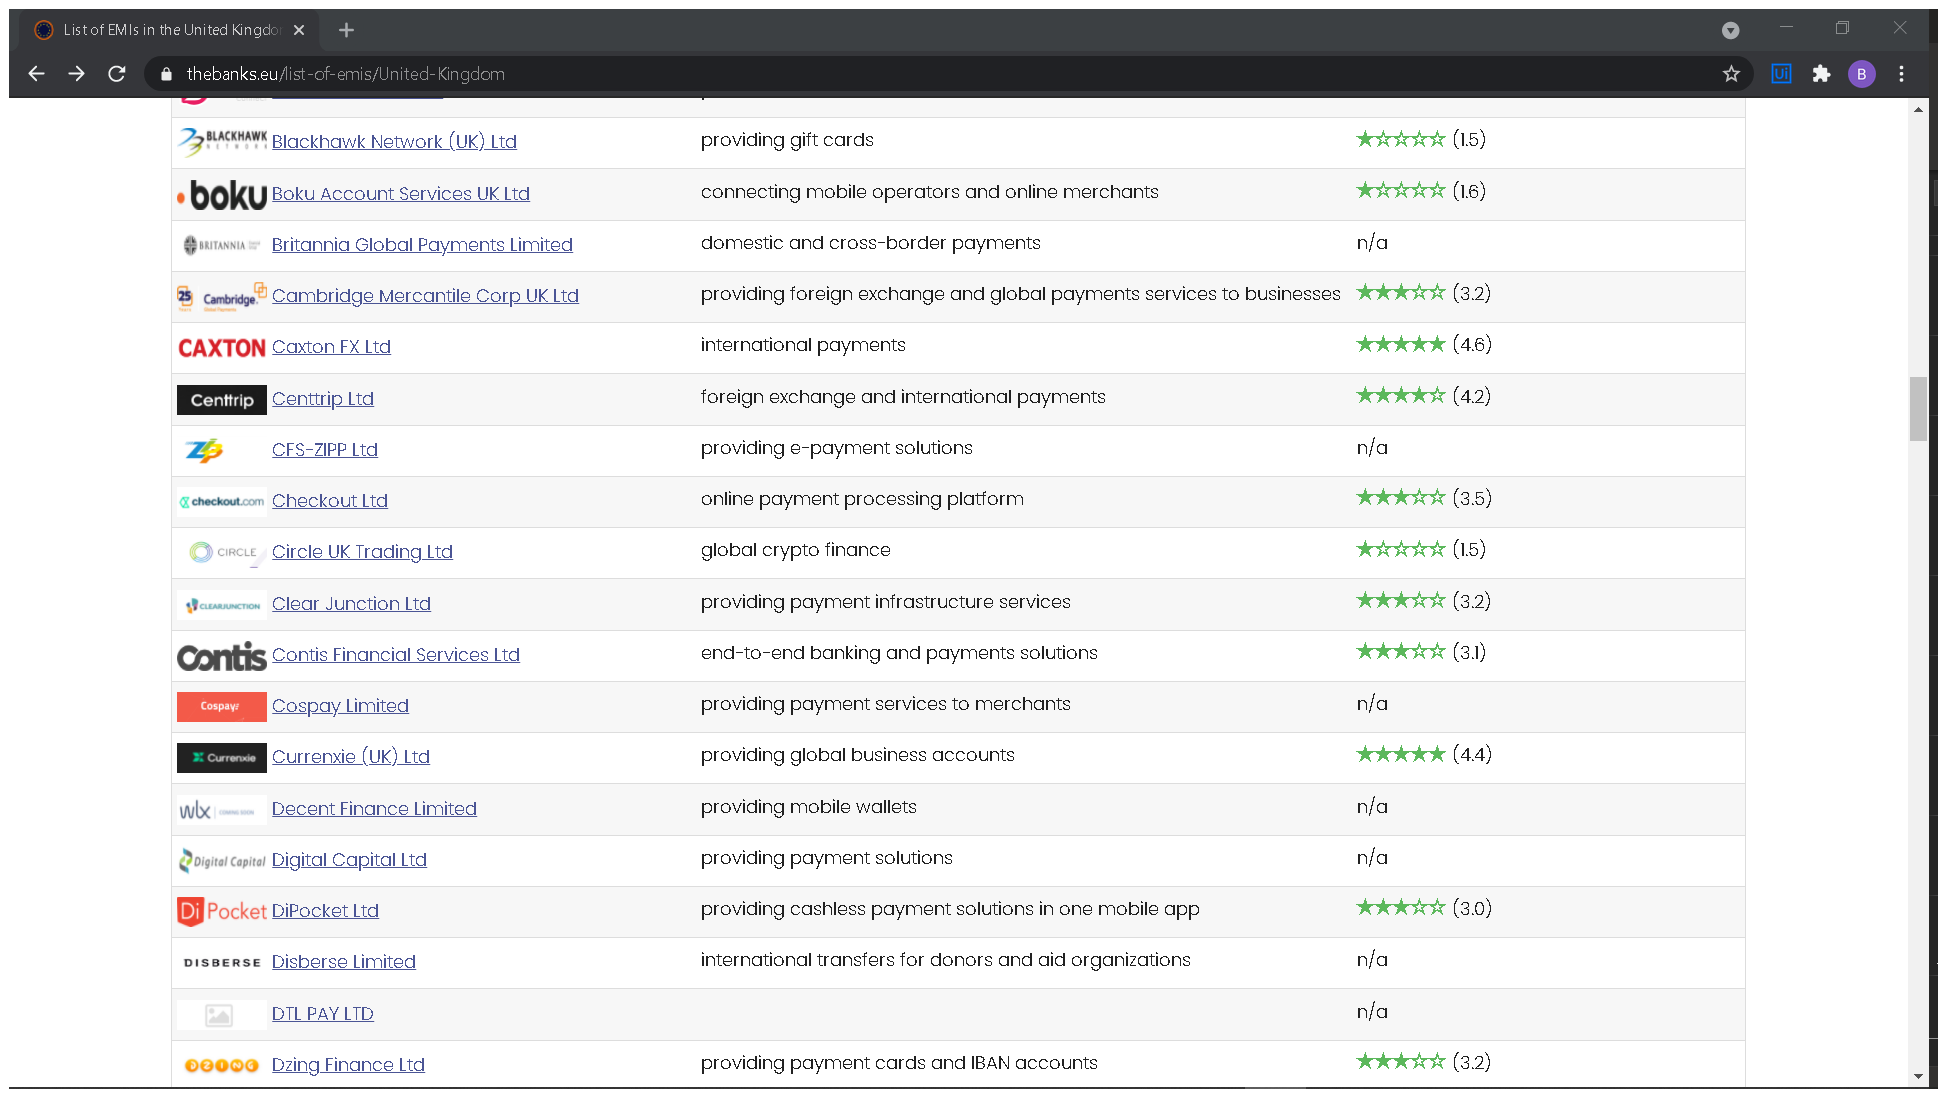 List of EMIs in the United Kingdo
thebanks.eu/list-of-emis/United-Kingdom
Ui
B
BLACKHAWK NETWORK Blackhawk Network (UK) Ltd providing gift cards (1.5)
boku Boku Account Services UK Ltd connecting mobile operators and online merchants (1.6)
BRITANNIA Britannia Global Payments Limited domestic and cross-border payments n/a
25 Cambridge. Cambridge Mercantile Corp UK Ltd providing foreign exchange and global payments services to businesses (3.2)
CAXTON Caxton FX Ltd international payments (4.6)
Centtrip Centtrip Ltd foreign exchange and international payments (4.2)
CFS-ZIPP Ltd providing e-payment solutions n/a
checkout.com Checkout Ltd online payment processing platform (3.5)
CIRCLE Circle UK Trading Ltd global crypto finance (1.5)
CLEARJUNCTION Clear Junction Ltd providing payment infrastructure services (3.2)
Contis Contis Financial Services Ltd end-to-end banking and payments solutions (3.1)
Cospay Cospay Limited providing payment services to merchants n/a
Currenxie Currenxie (UK) Ltd providing global business accounts (4.4)
wlx COMING SOON Decent Finance Limited providing mobile wallets n/a
Digital Capital Digital Capital Ltd providing payment solutions n/a
DiPocket DiPocket Ltd providing cashless payment solutions in one mobile app (3.0)
DISBERSE Disberse Limited international transfers for donors and aid organizations n/a
DTL PAY LTD n/a
DZING Dzing Finance Ltd providing payment cards and IBAN accounts (3.2)